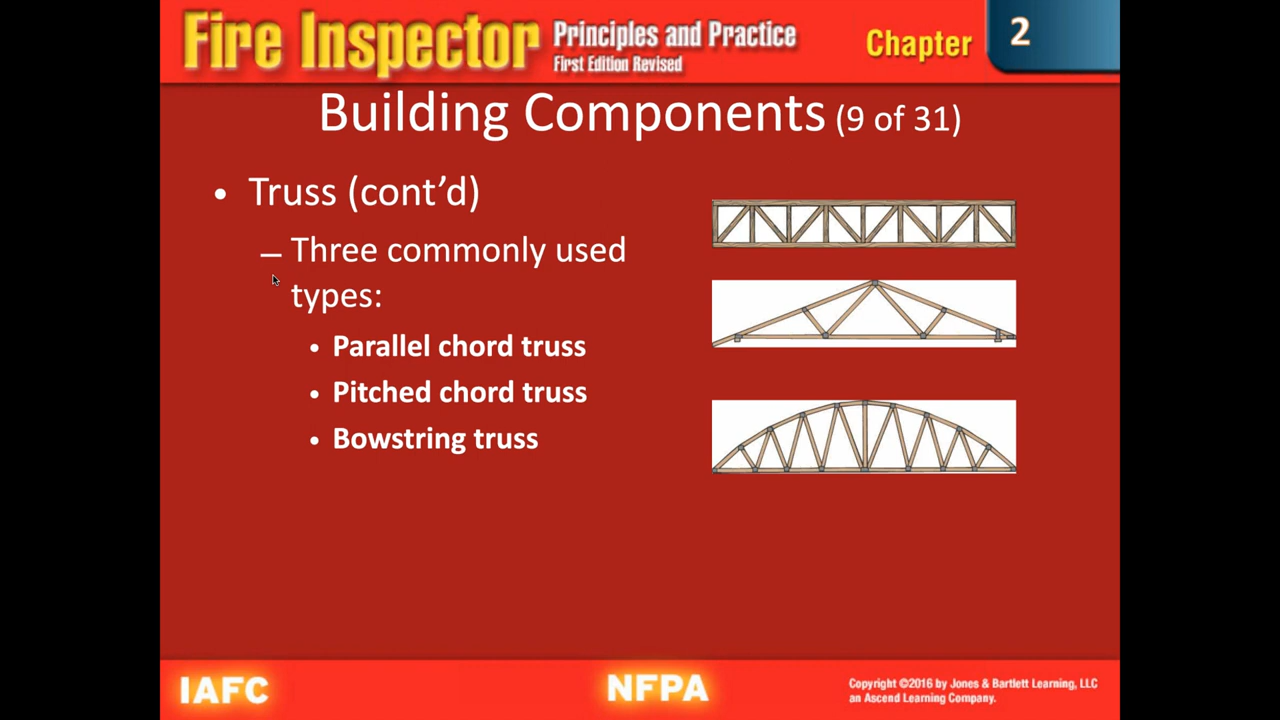 Fire Inspector Principles and Practice
First Edition Revised
Chapter 2
Building Components (9 of 31)
• Truss (cont’d)
– Three commonly used
types:
• Parallel chord truss
• Pitched chord truss
• Bowstring truss
IAFC
NFPA
Copyright ©2016 by Jones & Bartlett Learning, LLC
an Ascend Learning Company.